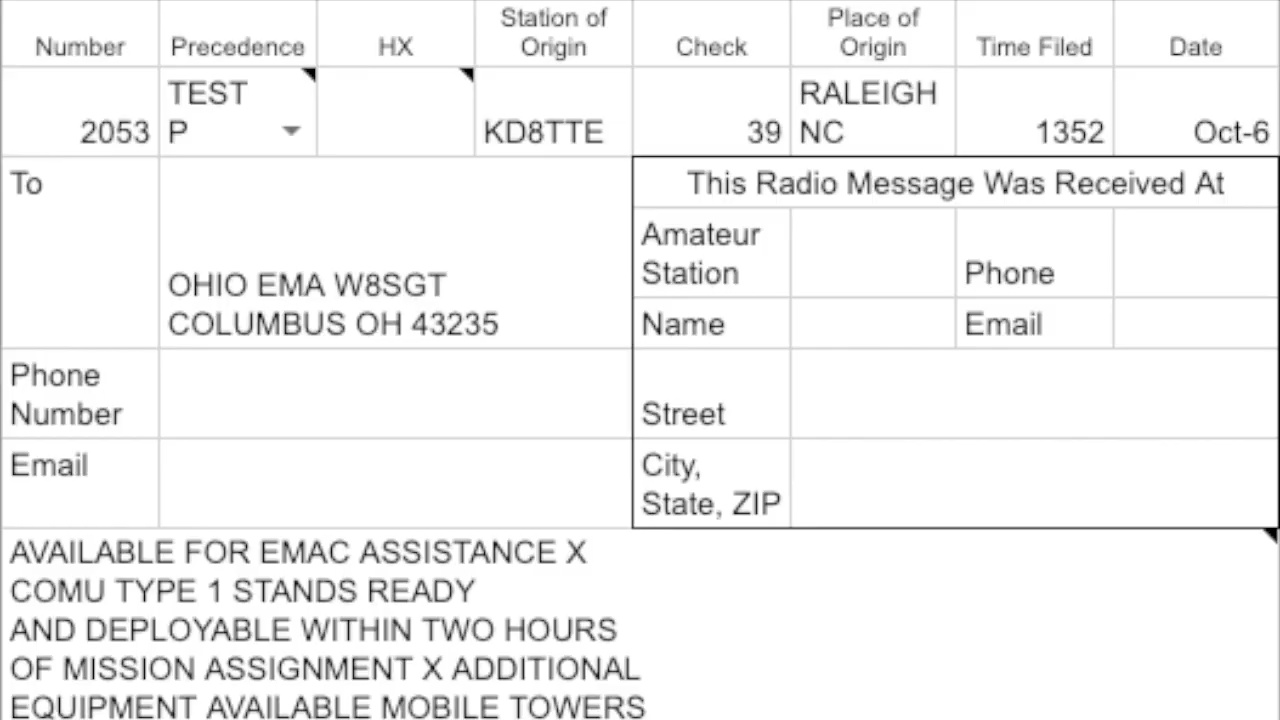 Number Precedence HX Station of Origin Check Place of Origin Time Filed Date
2053 TEST P KD8TTE 39 RALEIGH NC 1352 Oct-6
To
OHIO EMA W8SGT
COLUMBUS OH 43235
This Radio Message Was Received At
Amateur Station
Phone
Name
Email
Phone Number
Street
Email
City, State, ZIP
AVAILABLE FOR EMAC ASSISTANCE X
COMU TYPE 1 STANDS READY
AND DEPLOYABLE WITHIN TWO HOURS
OF MISSION ASSIGNMENT X ADDITIONAL
EQUIPMENT AVAILABLE MOBILE TOWERS